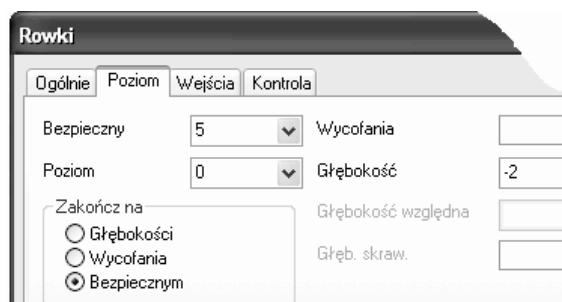 Rowki
Ogólnie Poziom Wejścia Kontrola
Bezpieczny 5 Wycofania
Poziom 0 Głębokość -2
Zakończ na Głębokość względna
Głębokości
Wycofania Głęb. skraw.
Bezpiecznym